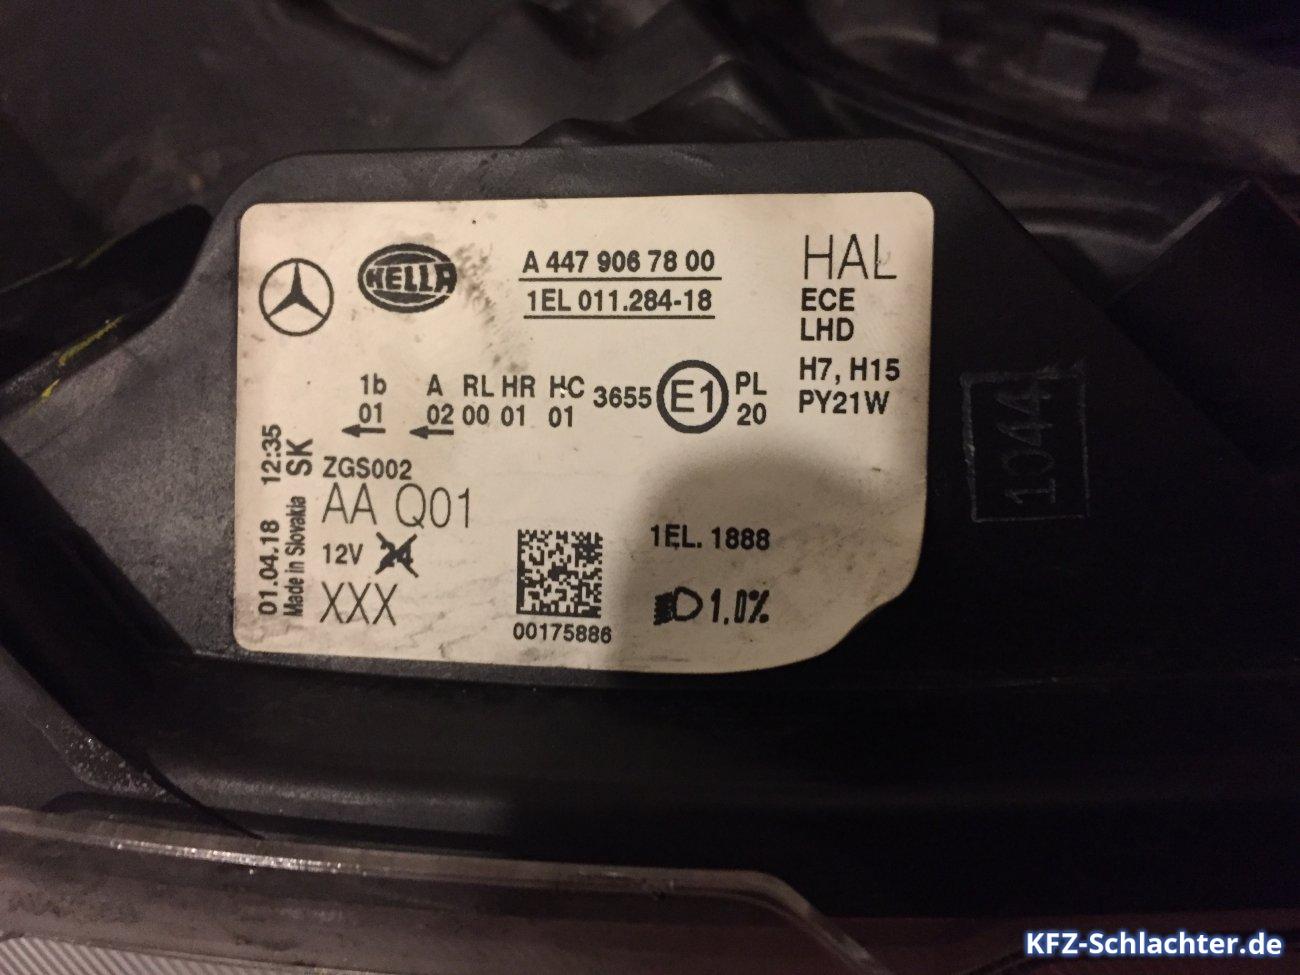 HELLA
A 447 906 78 00
1EL 011.284-18
HAL
ECE
LHD
H7, H15
PY21W
1b A RL HR HC 3655 E1 PL
01 02 00 01 01 20
ZGS002
AA Q01
12V 24
XXX
01.04.18 12:35
Made in Slovakia SK
00175886
1EL. 1888
1.0%
1044
KFZ-Schlachter.de